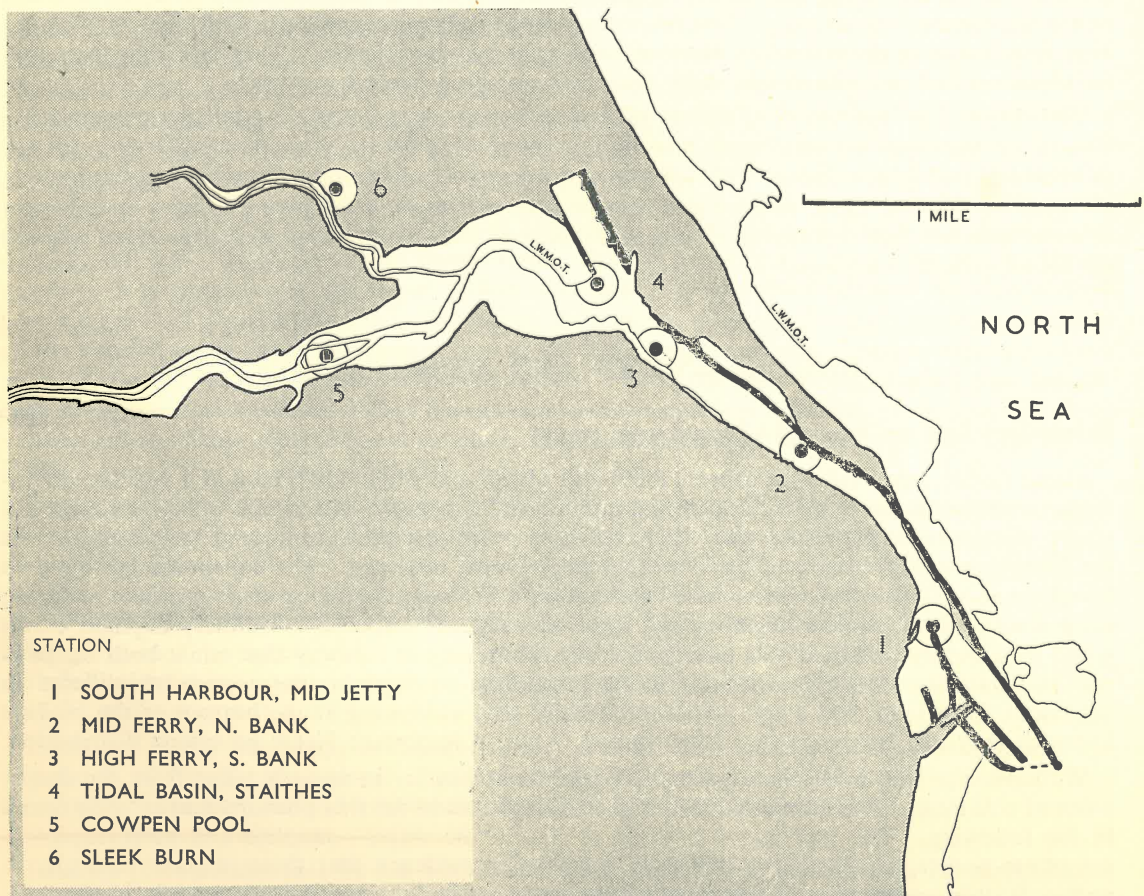 6
L.W.M.O.T.
4
1 MILE
NORTH
SEA
L.W.M.O.T.
3
5
2
1
STATION
1 SOUTH HARBOUR, MID JETTY
2 MID FERRY, N. BANK
3 HIGH FERRY, S. BANK
4 TIDAL BASIN, STAITHES
5 COWPEN POOL
6 SLEEK BURN